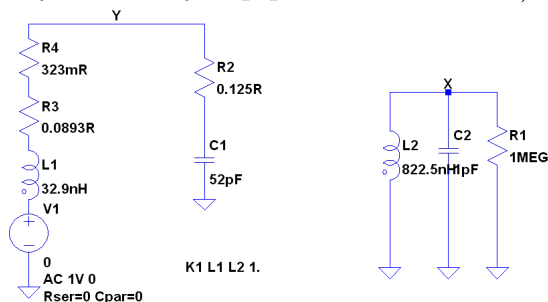 Y
R4
323mR
R3
0.0893R
L1
32.9nH
V1
0
AC 1V 0
Rser=0 Cpar=0
R2
0.125R
C1
52pF
K1 L1 L2 1.
X
L2
822.5nH
C2
1pF
R1
1MEG